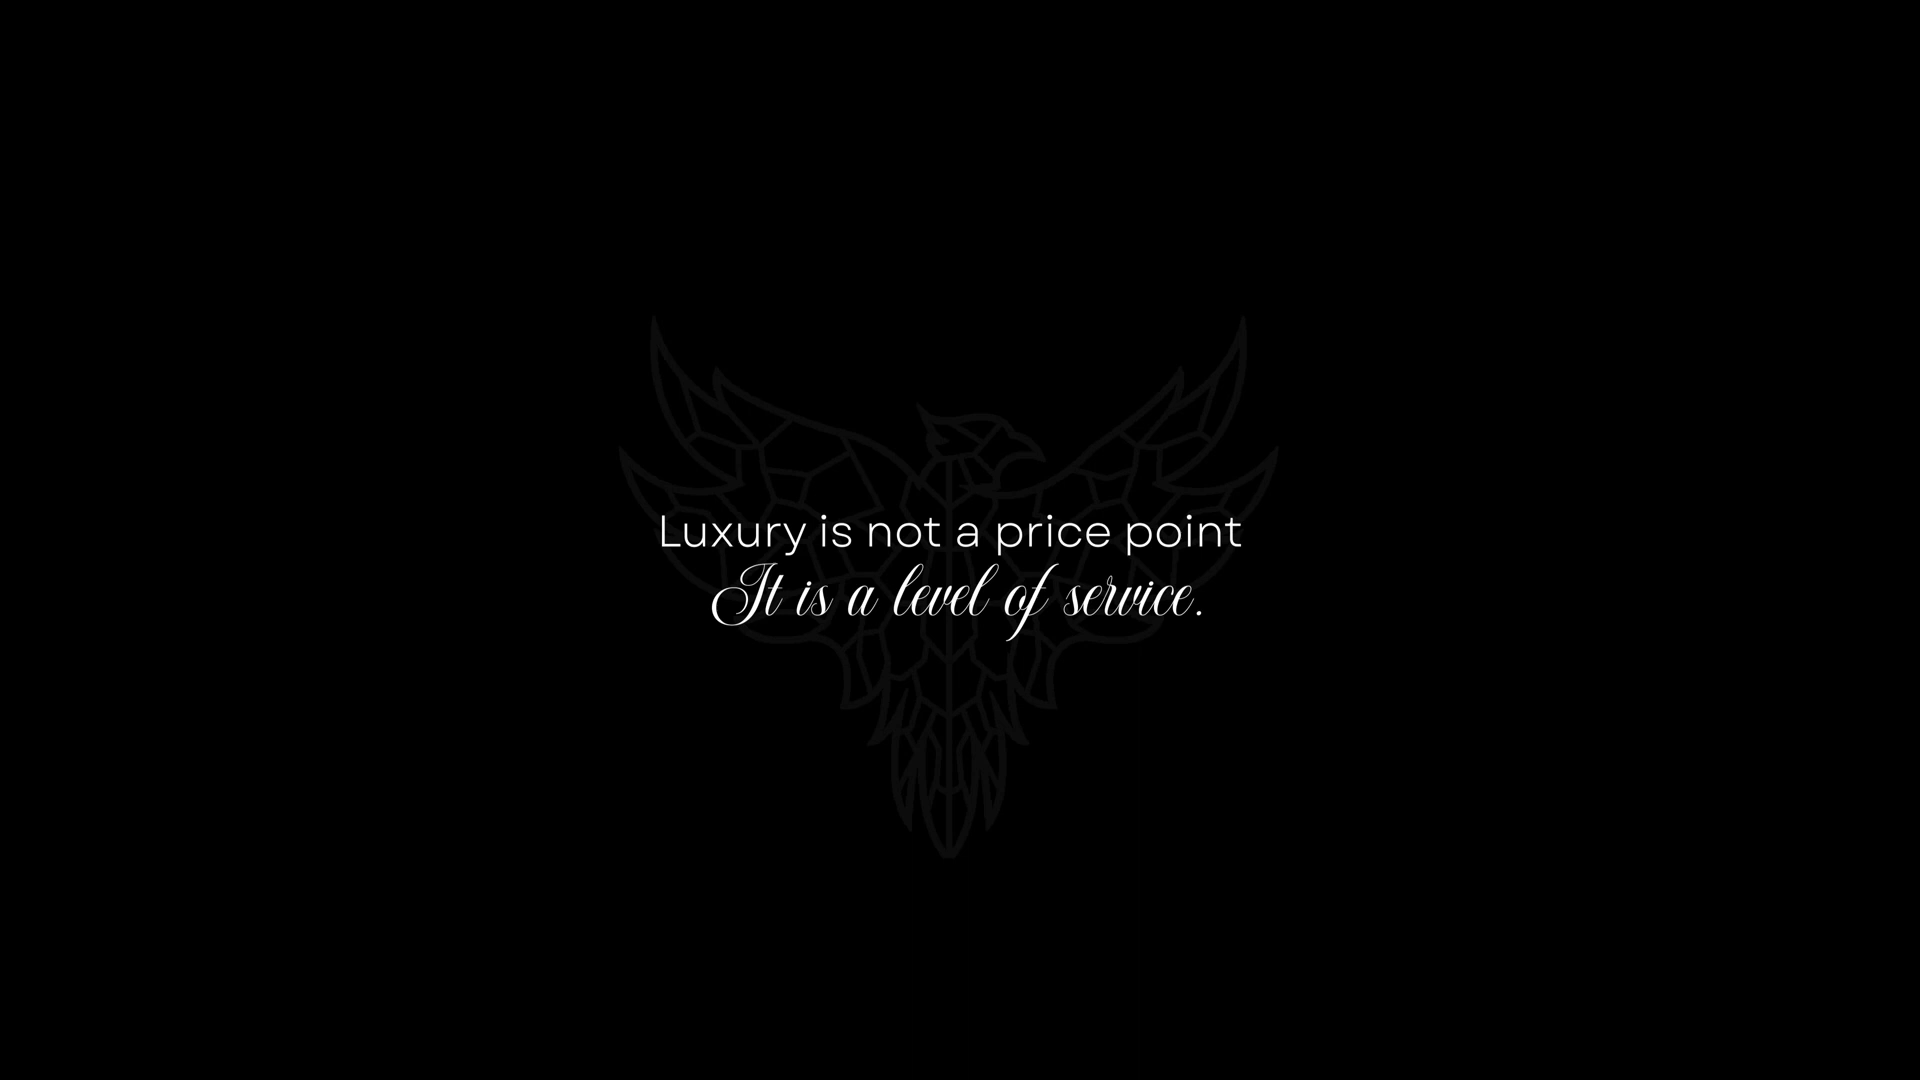 Luxury is not a price point
It is a level of service.